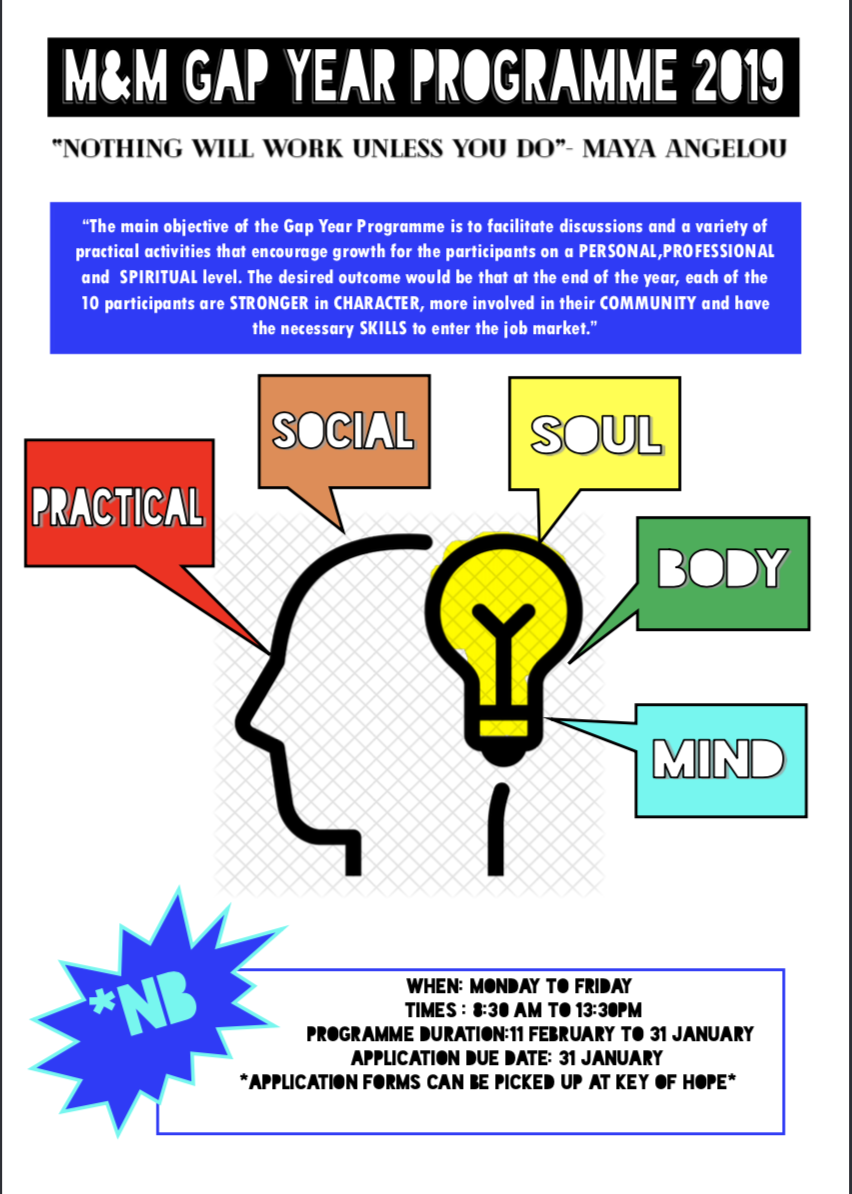 M&M GAP YEAR PROGRAMME 2019
"NOTHING WILL WORK UNLESS YOU DO"- MAYA ANGELOU
"The main objective of the Gap Year Programme is to facilitate discussions and a variety of
practical activities that encourage growth for the participants on a PERSONAL,PROFESSIONAL
and SPIRITUAL level. The desired outcome would be that at the end of the year, each of the
10 participants are STRONGER in CHARACTER, more involved in their COMMUNITY and have
the necessary SKILLS to enter the job market."
SOCIAL
SOUL
PRACTICAL
BODY
MIND
*NB
WHEN: MONDAY TO FRIDAY
TIMES : 8:30 AM TO 13:30PM
PROGRAMME DURATION:11 FEBRUARY TO 31 JANUARY
APPLICATION DUE DATE: 31 JANUARY
*APPLICATION FORMS CAN BE PICKED UP AT KEY OF HOPE*